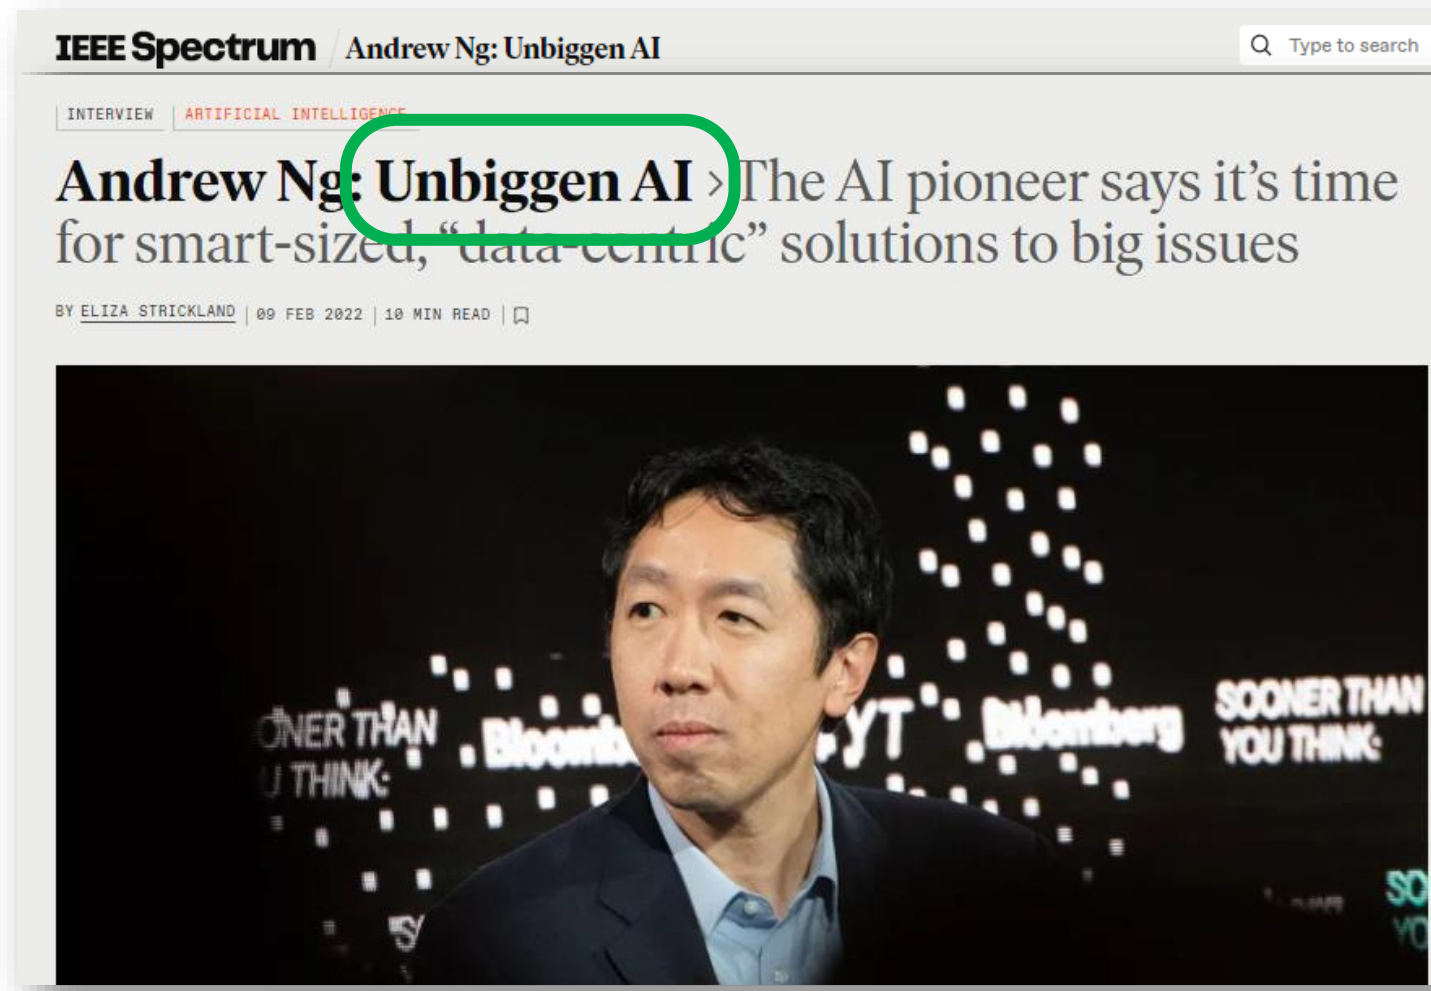 IEEE Spectrum / Andrew Ng: Unbiggen AI
Type to search
INTERVIEW | ARTIFICIAL INTELLIGENCE
Andrew Ng: Unbiggen AI › The AI pioneer says it’s time
for smart-sized, “data-centric” solutions to big issues
BY ELIZA STRICKLAND | 09 FEB 2022 | 10 MIN READ |
SOONER THAN
YOU THINK:
Bloomberg